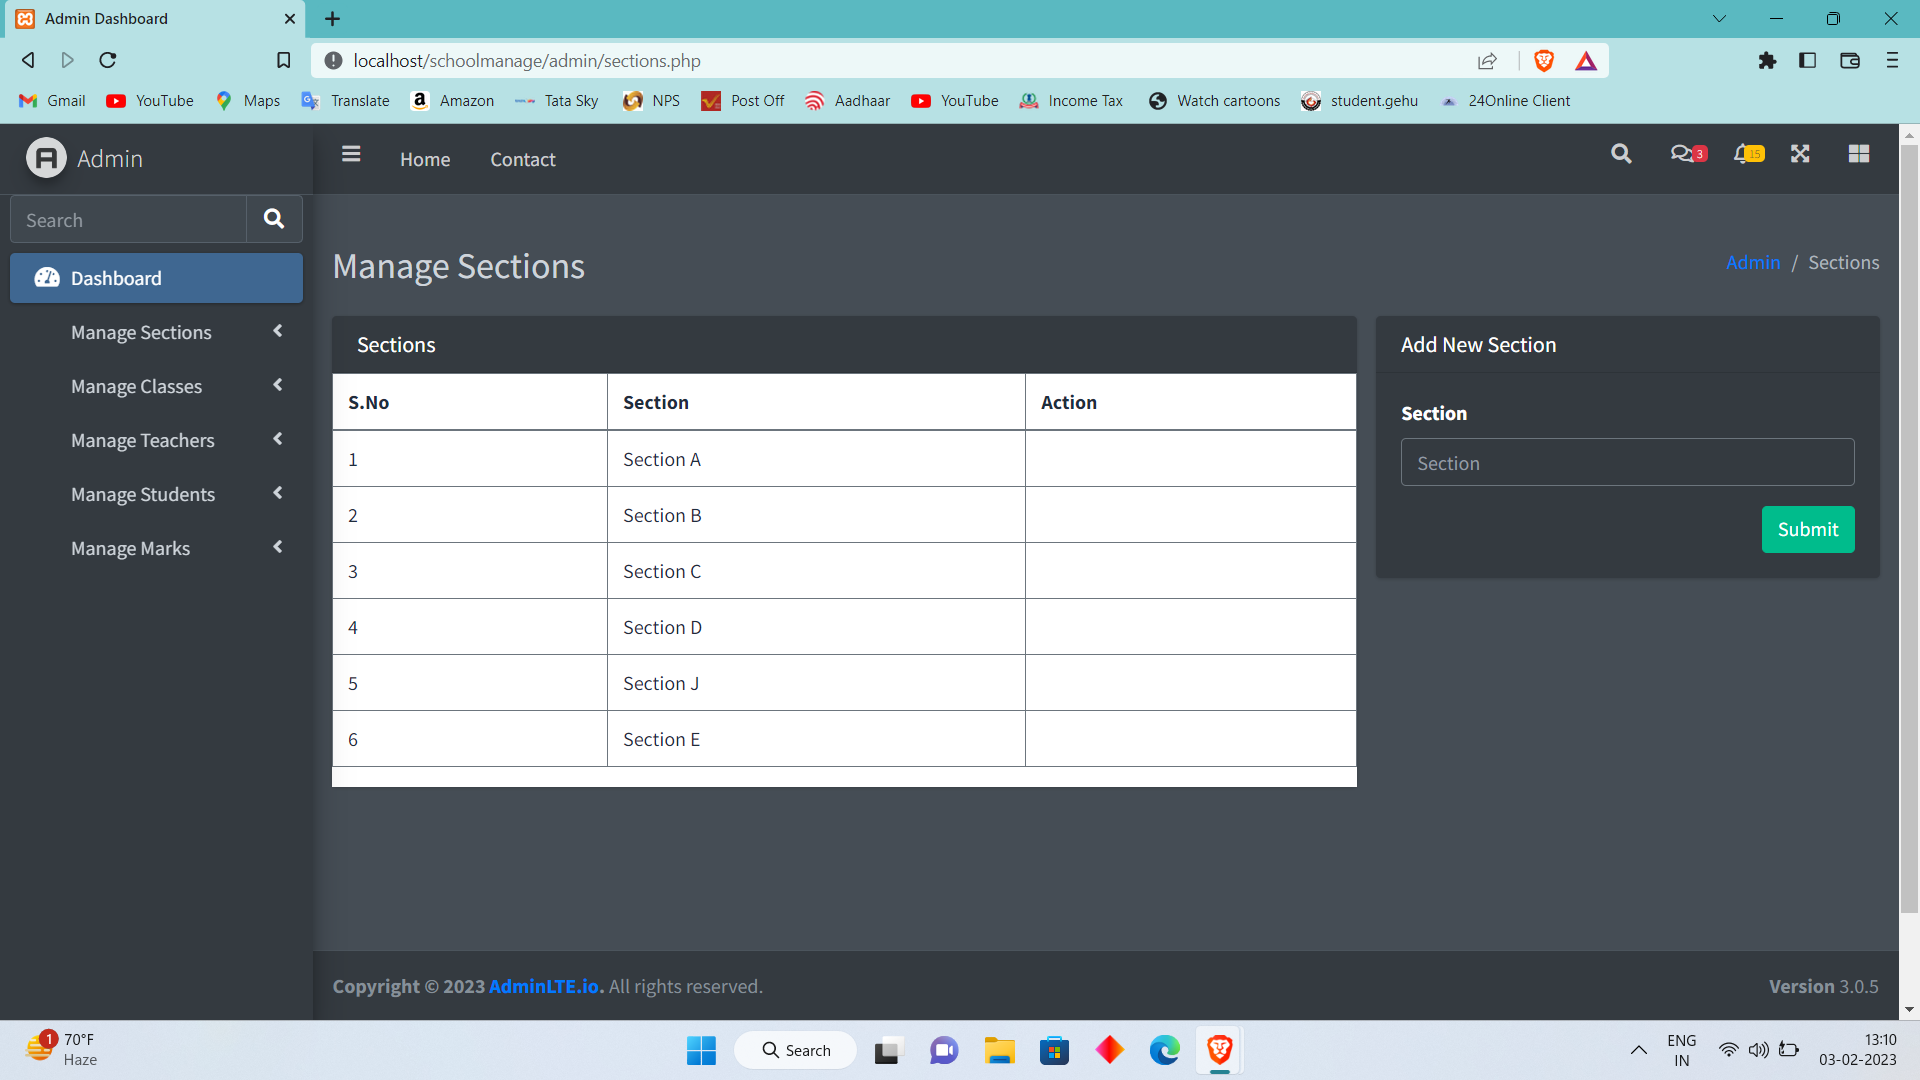 Admin Dashboard
localhost/schoolmanage/admin/sections.php
Gmail YouTube Maps Translate Amazon Tata Sky NPS Post Off Aadhaar YouTube Income Tax Watch cartoons student.gehu 24Online Client
Admin
Home Contact
3
15
Search
Dashboard
Manage Sections
Manage Classes
Manage Teachers
Manage Students
Manage Marks
Manage Sections
Admin / Sections
Sections
S.No Section Action
1 Section A
2 Section B
3 Section C
4 Section D
5 Section J
6 Section E
Add New Section
Section
Section
Submit
Copyright © 2023 AdminLTE.io. All rights reserved.
Version 3.0.5
1
70°F
Haze
Search
ENG
IN
13:10
03-02-2023